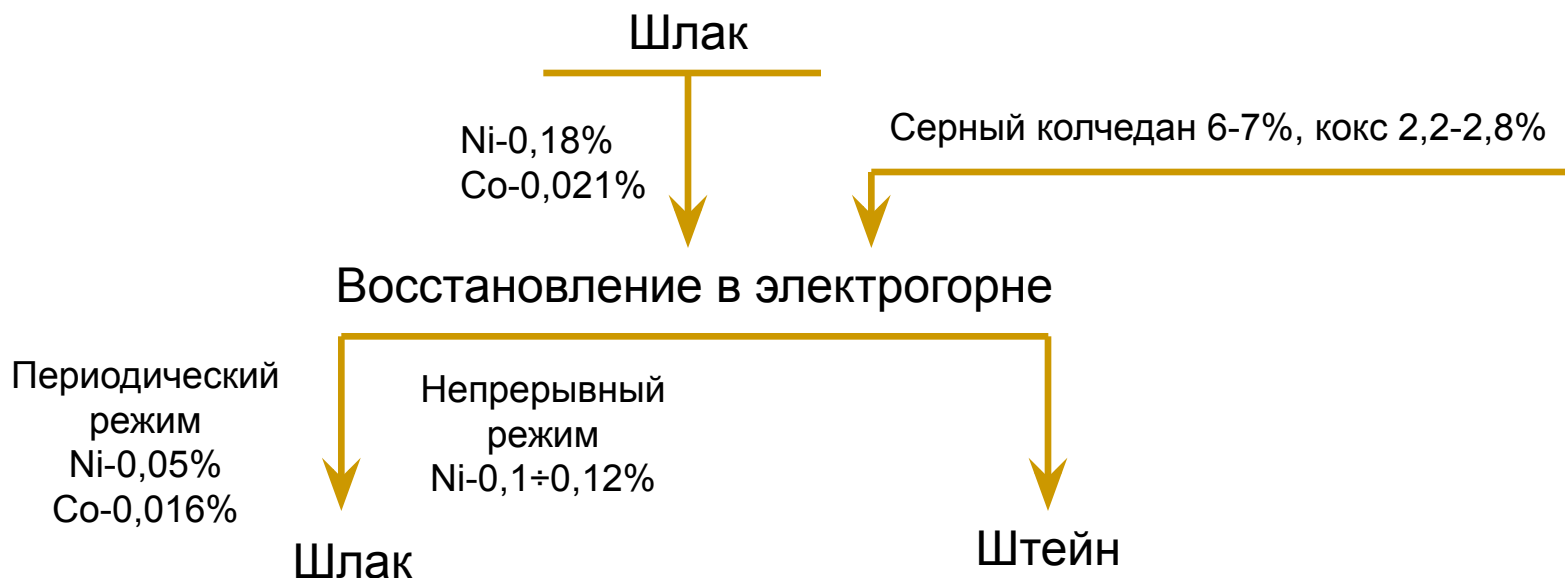 Шлак
Ni-0,18%
Co-0,021%
Серный колчедан 6-7%, кокс 2,2-2,8%
Восстановление в электрогорне
Периодический
режим
Ni-0,05%
Co-0,016%
Непрерывный
режим
Ni-0,1÷0,12%
Шлак
Штейн